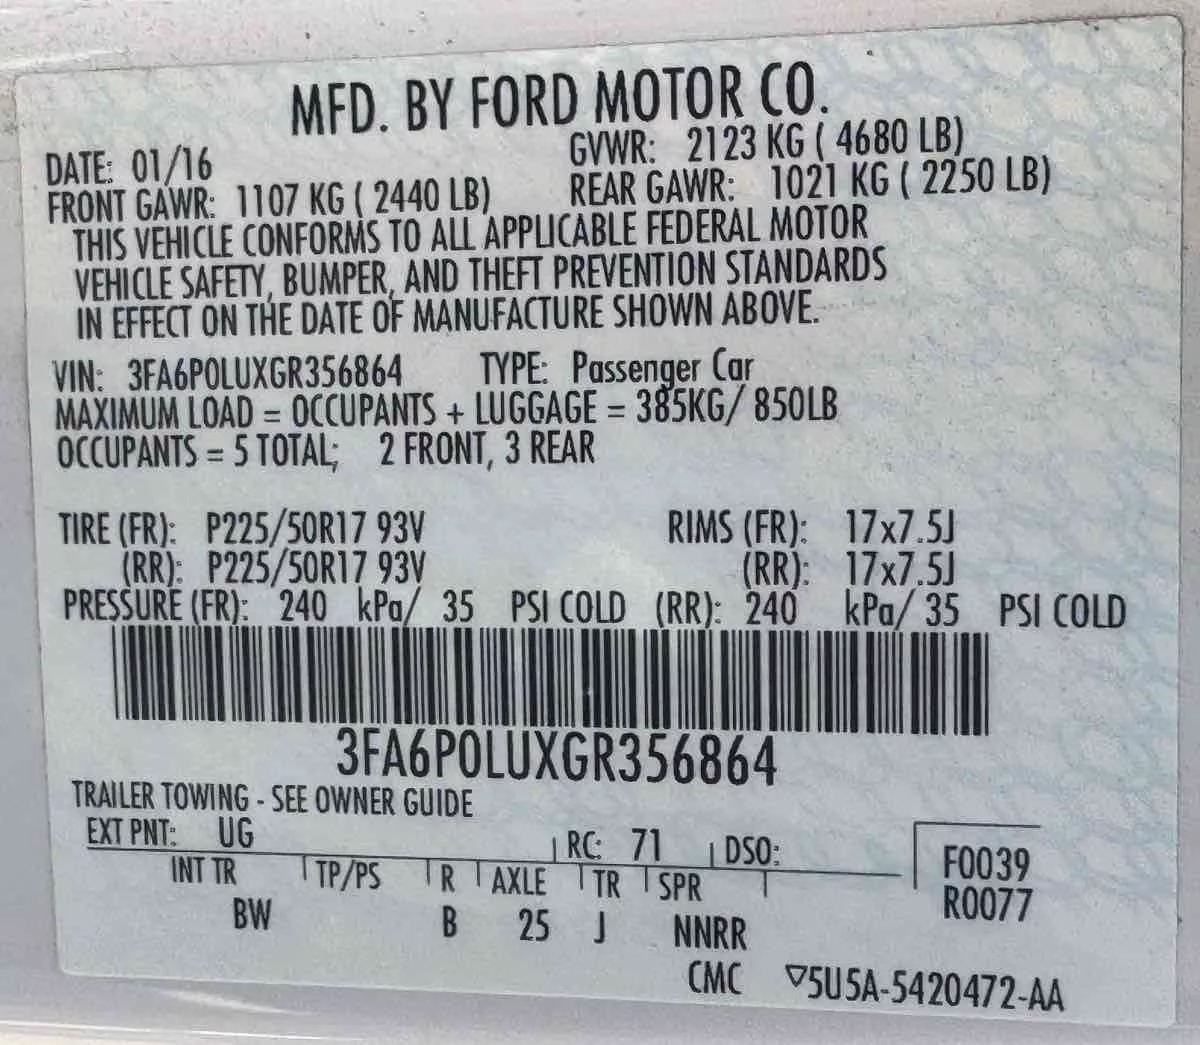 MFD. BY FORD MOTOR CO.
DATE: 01/16 GVWR: 2123 KG ( 4680 LB)
FRONT GAWR: 1107 KG ( 2440 LB) REAR GAWR: 1021 KG ( 2250 LB)
THIS VEHICLE CONFORMS TO ALL APPLICABLE FEDERAL MOTOR
VEHICLE SAFETY, BUMPER, AND THEFT PREVENTION STANDARDS
IN EFFECT ON THE DATE OF MANUFACTURE SHOWN ABOVE.
VIN: 3FA6P0LUXGR356864 TYPE: Passenger Car
MAXIMUM LOAD = OCCUPANTS + LUGGAGE = 385KG/ 850LB
OCCUPANTS = 5 TOTAL; 2 FRONT, 3 REAR
TIRE (FR): P225/50R17 93V RIMS (FR): 17x7.5J
(RR): P225/50R17 93V (RR): 17x7.5J
PRESSURE (FR): 240 kPa/ 35 PSI COLD (RR): 240 kPa/ 35 PSI COLD
3FA6P0LUXGR356864
TRAILER TOWING - SEE OWNER GUIDE
EXT PNT: UG RC: 71 DSO: F0039
INT TR TP/PS R AXLE TR SPR R0077
BW B 25 J NNRR
CMC ▽5U5A-5420472-AA